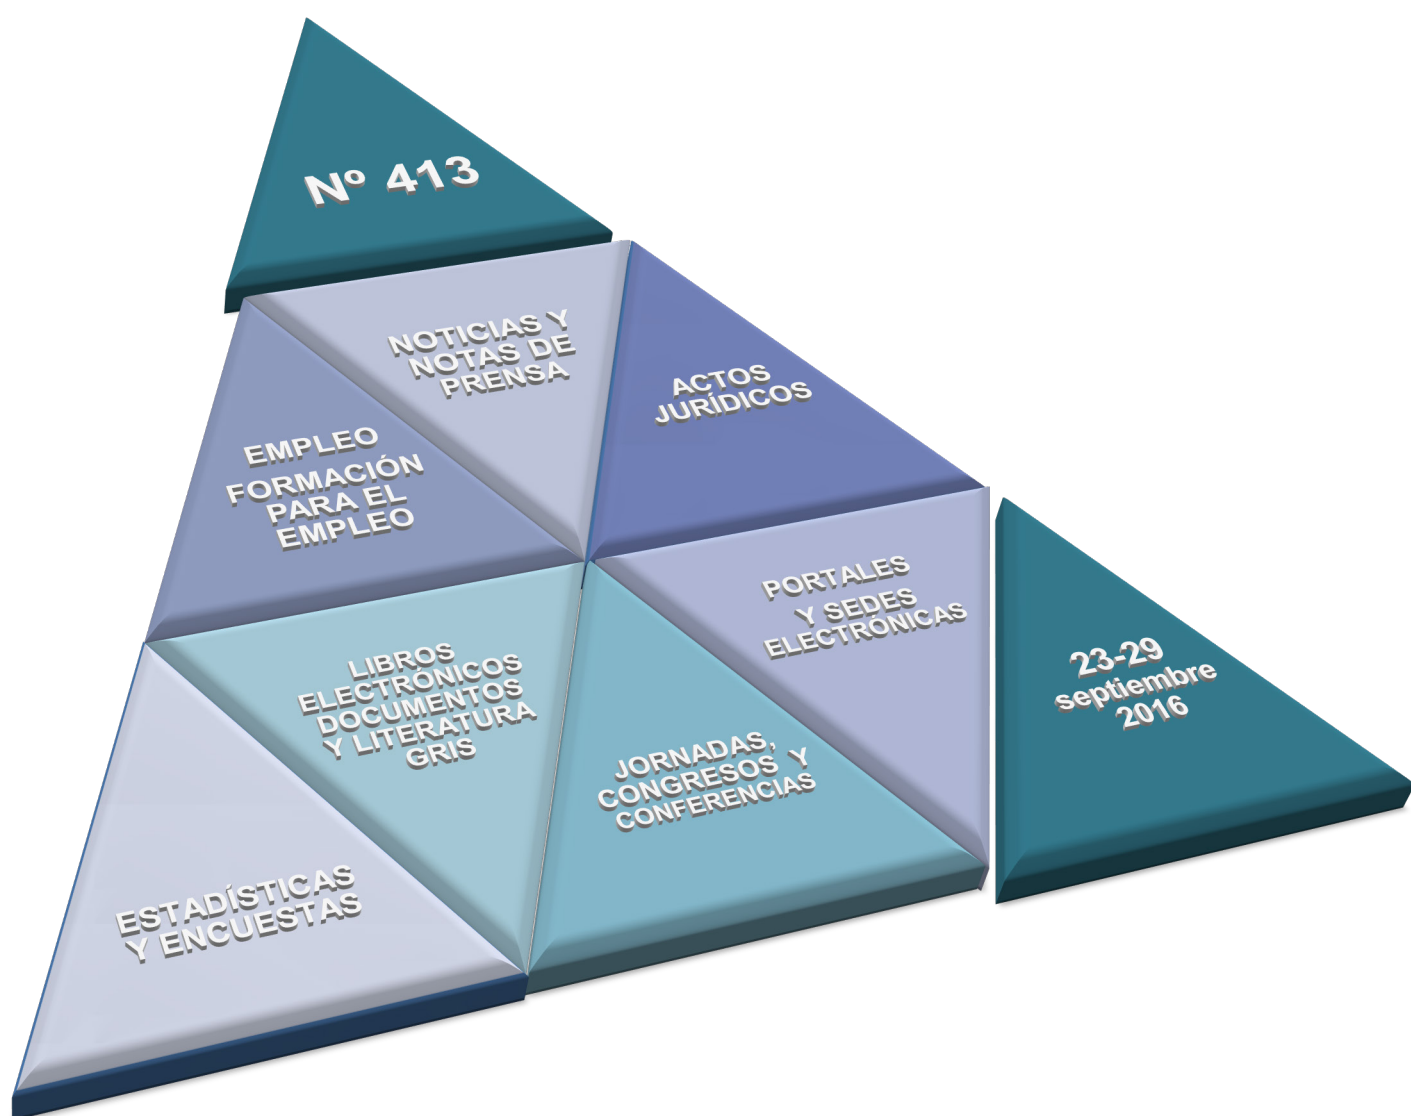 Nº 413
NOTICIAS Y
NOTAS DE
PRENSA
ACTOS
JURÍDICOS
EMPLEO
FORMACIÓN
PARA EL
EMPLEO
PORTALES
Y SEDES
ELECTRÓNICAS
23-29
septiembre
2016
LIBROS
ELECTRÓNICOS
DOCUMENTOS
Y LITERATURA
GRIS
JORNADAS,
CONGRESOS Y
CONFERENCIAS
ESTADÍSTICAS
Y ENCUESTAS